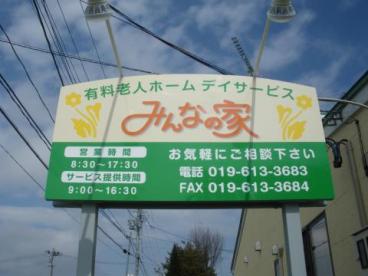 有料老人ホーム デイサービス
みんなの家
営業時間
8:30～17:30
サービス提供時間
9:00～16:30
お気軽にご相談下さい
電話 019-613-3683
FAX 019-613-3684